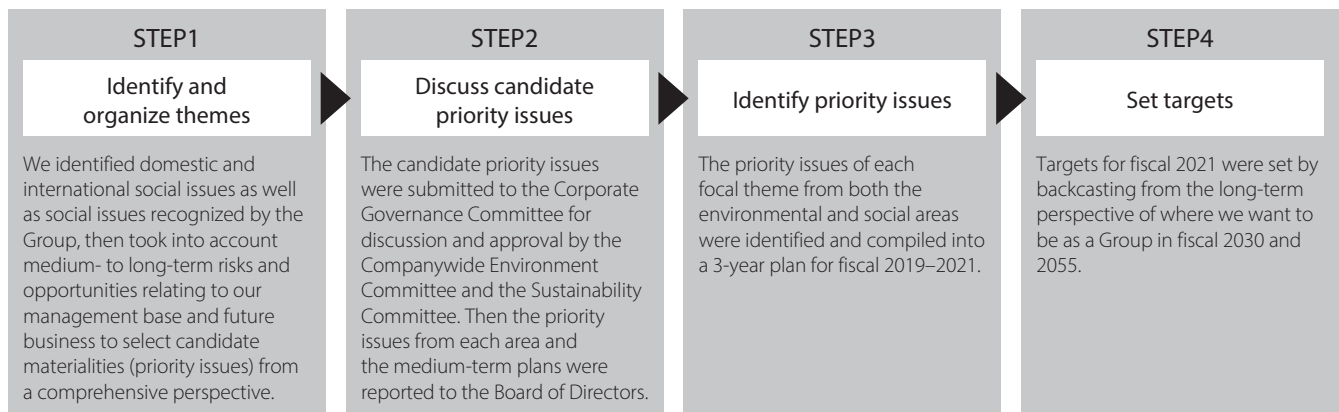 STEP1
Identify and
organize themes
We identified domestic and
international social issues as well
as social issues recognized by the
Group, then took into account
medium- to long-term risks and
opportunities relating to our
management base and future
business to select candidate
materialities (priority issues) from
a comprehensive perspective.
STEP2
Discuss candidate
priority issues
The candidate priority issues
were submitted to the Corporate
Governance Committee for
discussion and approval by the
Companywide Environment
Committee and the Sustainability
Committee. Then the priority
issues from each area and
the medium-term plans were
reported to the Board of Directors.
STEP3
Identify priority issues
The priority issues of each
focal theme from both the
environmental and social areas
were identified and compiled into
a 3-year plan for fiscal 2019–2021.
STEP4
Set targets
Targets for fiscal 2021 were set by
backcasting from the long-term
perspective of where we want to
be as a Group in fiscal 2030 and
2055.